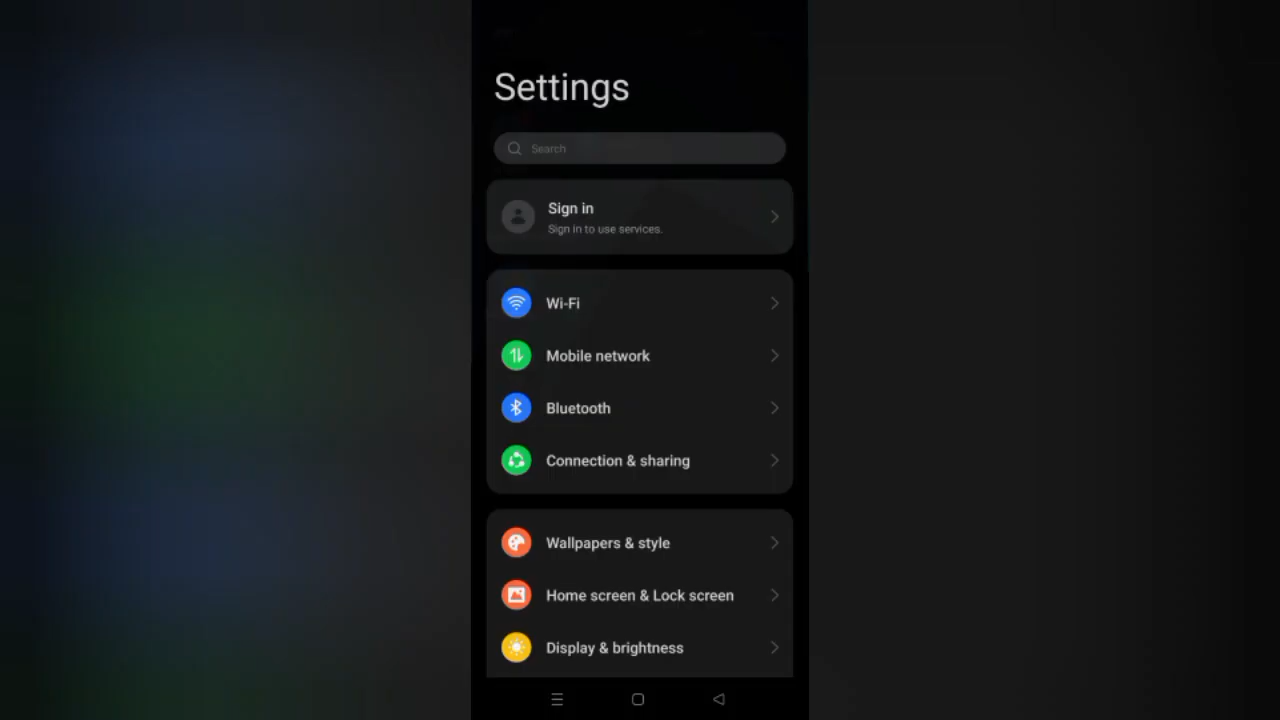 Settings
Search
Sign in
Sign in to use services.
Wi-Fi
Mobile network
Bluetooth
Connection & sharing
Wallpapers & style
Home screen & Lock screen
Display & brightness